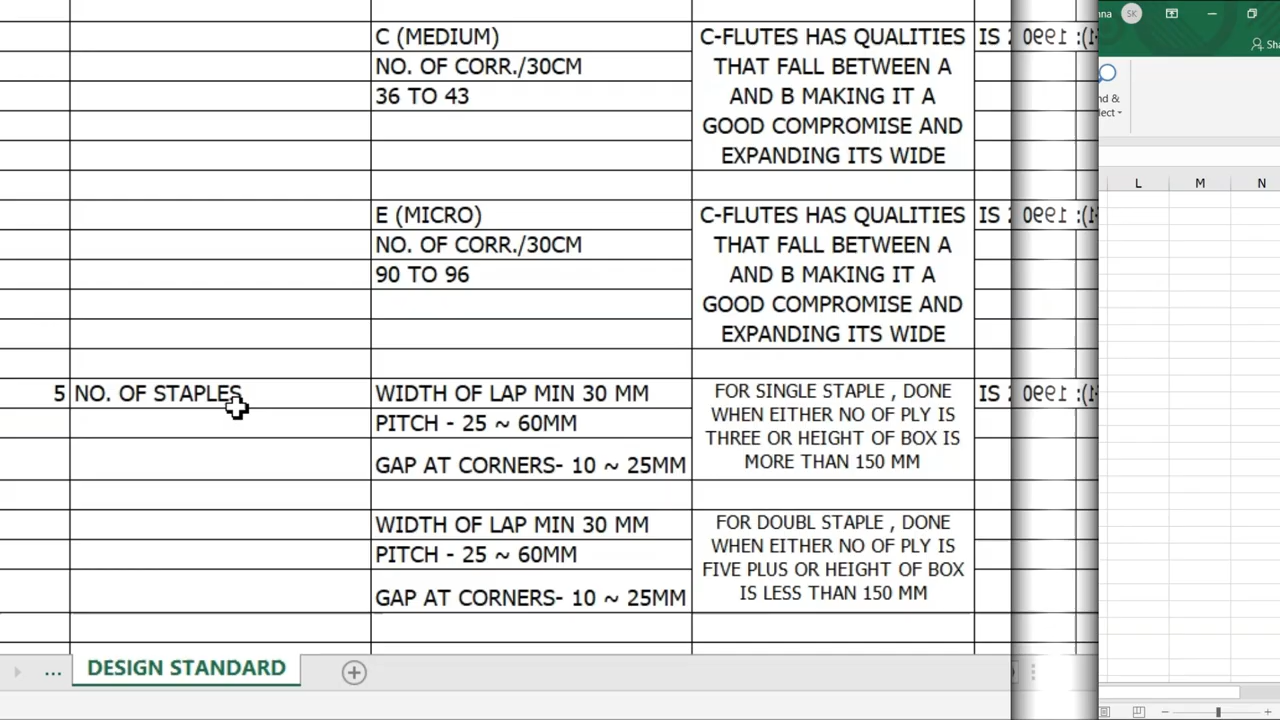 C (MEDIUM)
NO. OF CORR./30CM
36 TO 43
C-FLUTES HAS QUALITIES
THAT FALL BETWEEN A
AND B MAKING IT A
GOOD COMPROMISE AND
EXPANDING ITS WIDE
IS
E (MICRO)
NO. OF CORR./30CM
90 TO 96
C-FLUTES HAS QUALITIES
THAT FALL BETWEEN A
AND B MAKING IT A
GOOD COMPROMISE AND
EXPANDING ITS WIDE
IS
5 NO. OF STAPLES
WIDTH OF LAP MIN 30 MM
PITCH - 25 ~ 60MM
GAP AT CORNERS- 10 ~ 25MM
FOR SINGLE STAPLE , DONE
WHEN EITHER NO OF PLY IS
THREE OR HEIGHT OF BOX IS
MORE THAN 150 MM
IS
WIDTH OF LAP MIN 30 MM
PITCH - 25 ~ 60MM
GAP AT CORNERS- 10 ~ 25MM
FOR DOUBL STAPLE , DONE
WHEN EITHER NO OF PLY IS
FIVE PLUS OR HEIGHT OF BOX
IS LESS THAN 150 MM
... DESIGN STANDARD
SK
L M N